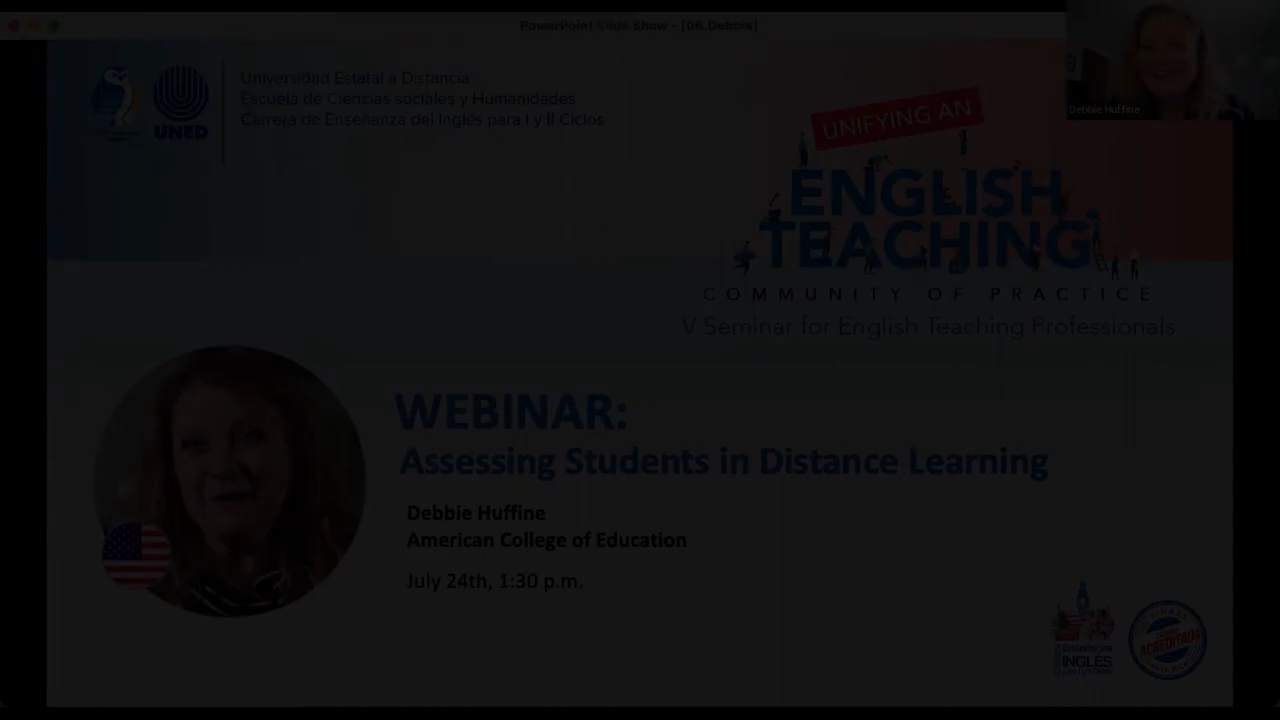 PowerPoint Slide Show - [06 Debbie]
Debbie Huffine
UNED
Universidad Estatal a Distancia
Escuela de Ciencias sociales y Humanidades
Carrera de Enseñanza del Inglés para I y II Ciclos
UNIFYING AN
ENGLISH
TEACHING
COMMUNITY OF PRACTICE
V Seminar for English Teaching Professionals
WEBINAR:
Assessing Students in Distance Learning
Debbie Huffine
American College of Education
July 24th, 1:30 p.m.
INGLÉS
SINAES
ACREDITADA